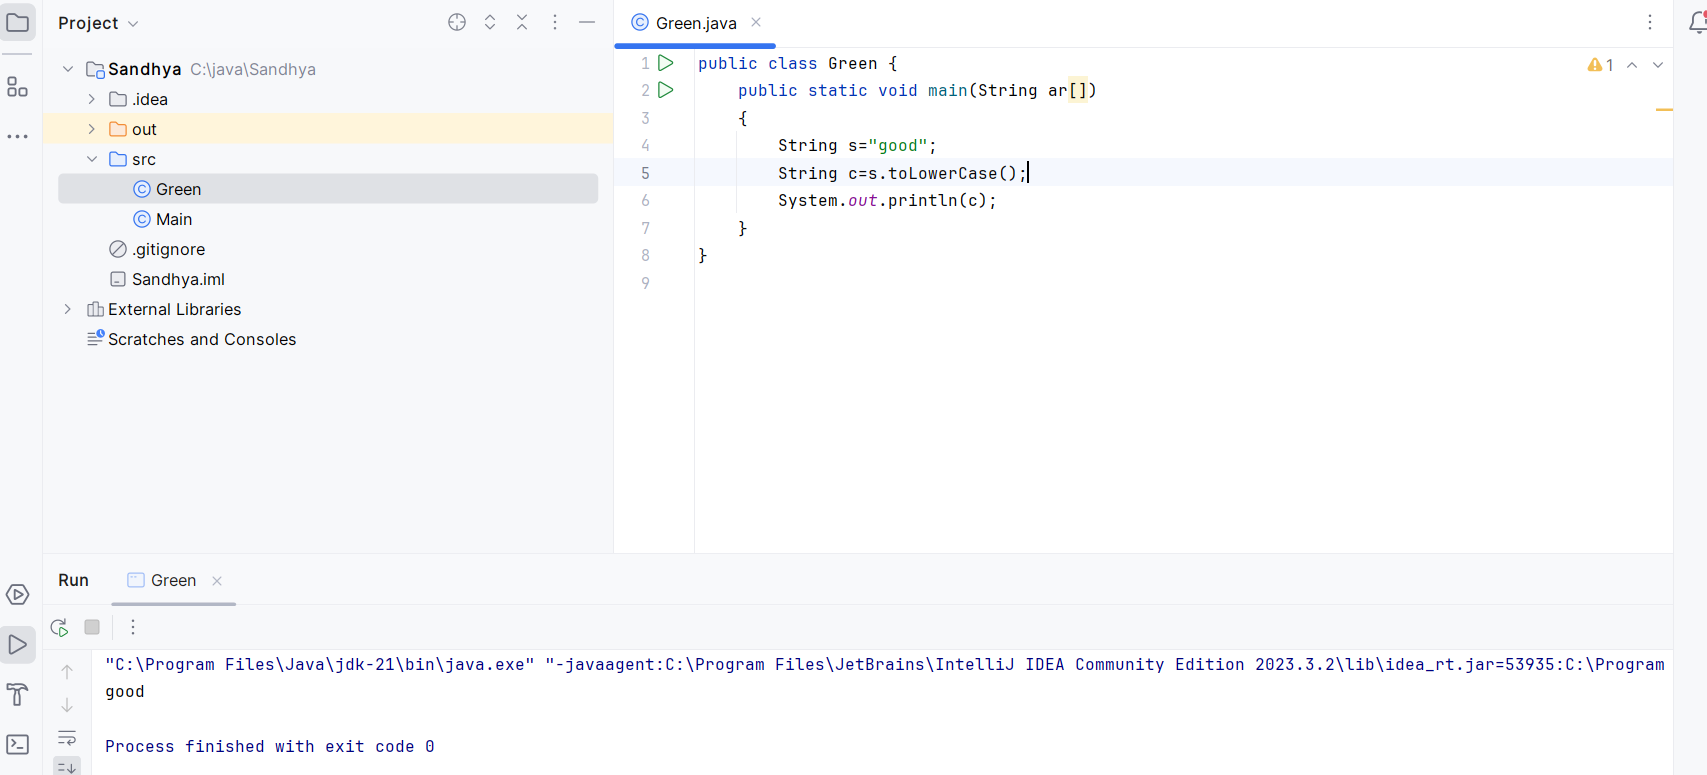 Project
Green.java
Sandhya C:\java\Sandhya
.idea
out
src
Green
Main
.gitignore
Sandhya.iml
External Libraries
Scratches and Consoles
1 public class Green {
2 public static void main(String ar[])
3 {
4 String s="good";
5 String c=s.toLowerCase();
6 System.out.println(c);
7 }
8 }
9
1
Run Green
"C:\Program Files\Java\jdk-21\bin\java.exe" "-javaagent:C:\Program Files\JetBrains\IntelliJ IDEA Community Edition 2023.3.2\lib\idea_rt.jar=53935:C:\Program
good
Process finished with exit code 0